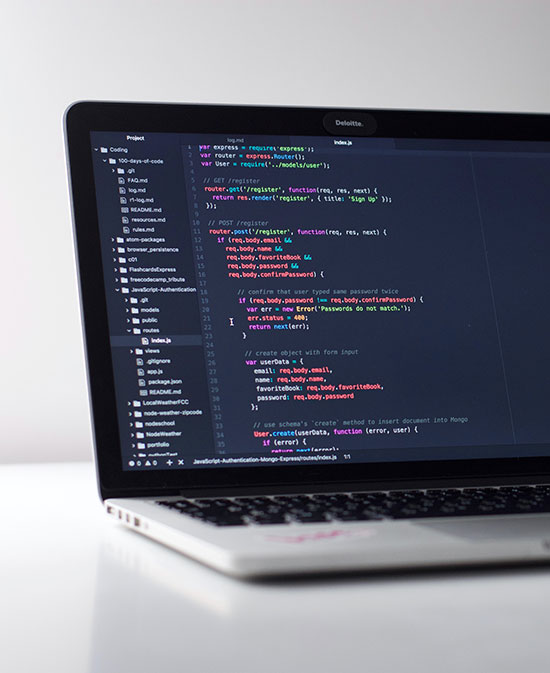 Deloitte.
Project
log.md
index.js
Coding
100-days-of-code
.git
FAQ.md
log.md
r1-log.md
README.md
resources.md
rules.md
atom-packages
browser_persistence
c01
FlashcardsExpress
freecodecamp_tribute
JavaScript-Authentication
.git
models
public
routes
index.js
views
.gitignore
app.js
package.json
README.md
LocalWeatherFCC
node-weather-zipcode
nodeschool
NodeWeather
portfolio
pythonTest
1 var express = require('express');
2 var router = express.Router();
3 var User = require('../models/user');
4
5 // GET /register
6 router.get('/register', function(req, res, next) {
7 return res.render('register', { title: 'Sign Up' });
8 });
9
10 // POST /register
11 router.post('/register', function(req, res, next) {
12 if (req.body.email &&
13 req.body.name &&
14 req.body.favoriteBook &&
15 req.body.password &&
16 req.body.confirmPassword) {
17
18 // confirm that user typed same password twice
19 if (req.body.password !== req.body.confirmPassword) {
20 var err = new Error('Passwords do not match.');
21 err.status = 400;
22 return next(err);
23 }
24
25 // create object with form input
26 var userData = {
27 email: req.body.email,
28 name: req.body.name,
29 favoriteBook: req.body.favoriteBook,
30 password: req.body.password
31 };
32
33 // use schema's `create` method to insert document into Mongo
34 User.create(userData, function (error, user) {
35 if (error) {
36 return next(error);
0 0 JavaScript-Authentication-Mongo-Express/routes/index.js 1:1